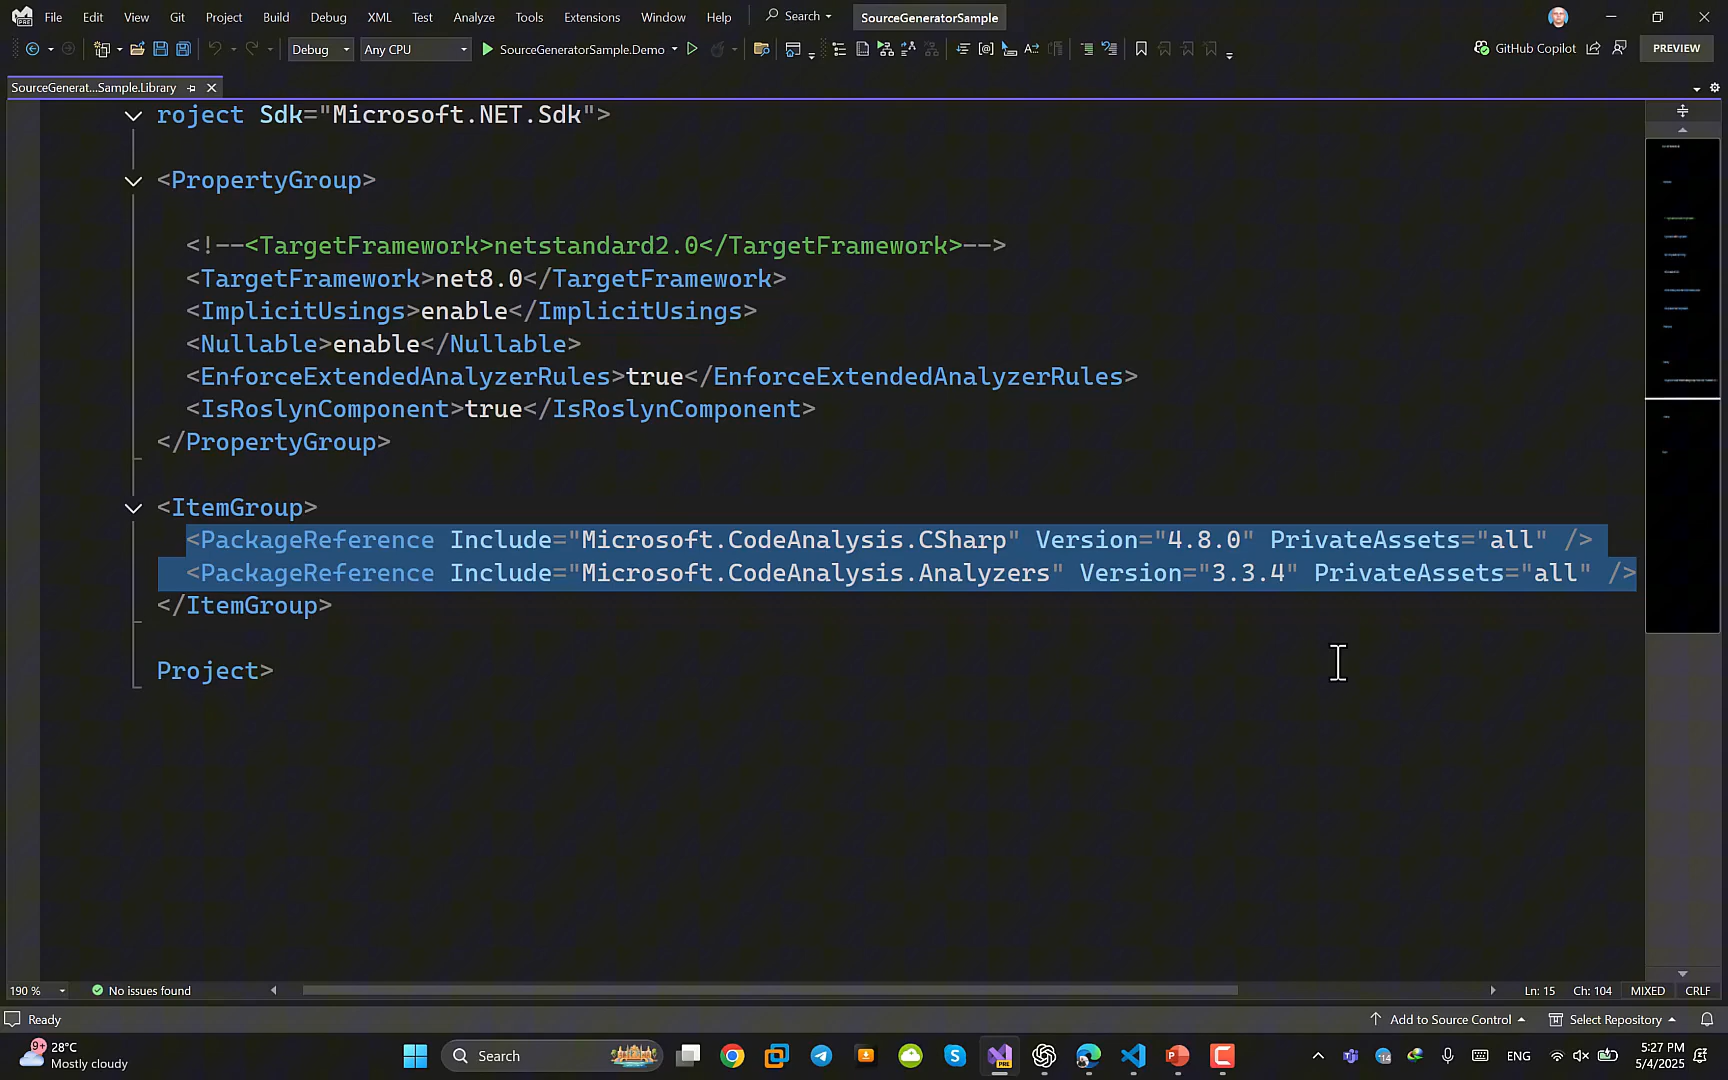 File Edit View Git Project Build Debug XML Test Analyze Tools Extensions Window Help Search SourceGeneratorSample
Debug Any CPU SourceGeneratorSample.Demo GitHub Copilot PREVIEW
SourceGenerat...Sample.Library
roject Sdk="Microsoft.NET.Sdk">
<PropertyGroup>
<!--<TargetFramework>netstandard2.0</TargetFramework>-->
<TargetFramework>net8.0</TargetFramework>
<ImplicitUsings>enable</ImplicitUsings>
<Nullable>enable</Nullable>
<EnforceExtendedAnalyzerRules>true</EnforceExtendedAnalyzerRules>
<IsRoslynComponent>true</IsRoslynComponent>
</PropertyGroup>
<ItemGroup>
<PackageReference Include="Microsoft.CodeAnalysis.CSharp" Version="4.8.0" PrivateAssets="all" />
<PackageReference Include="Microsoft.CodeAnalysis.Analyzers" Version="3.3.4" PrivateAssets="all" />
</ItemGroup>
Project>
190 % No issues found Ln: 15 Ch: 104 MIXED CRLF
Ready Add to Source Control Select Repository
28°C
Mostly cloudy
Search
ENG
5:27 PM
5/4/2025